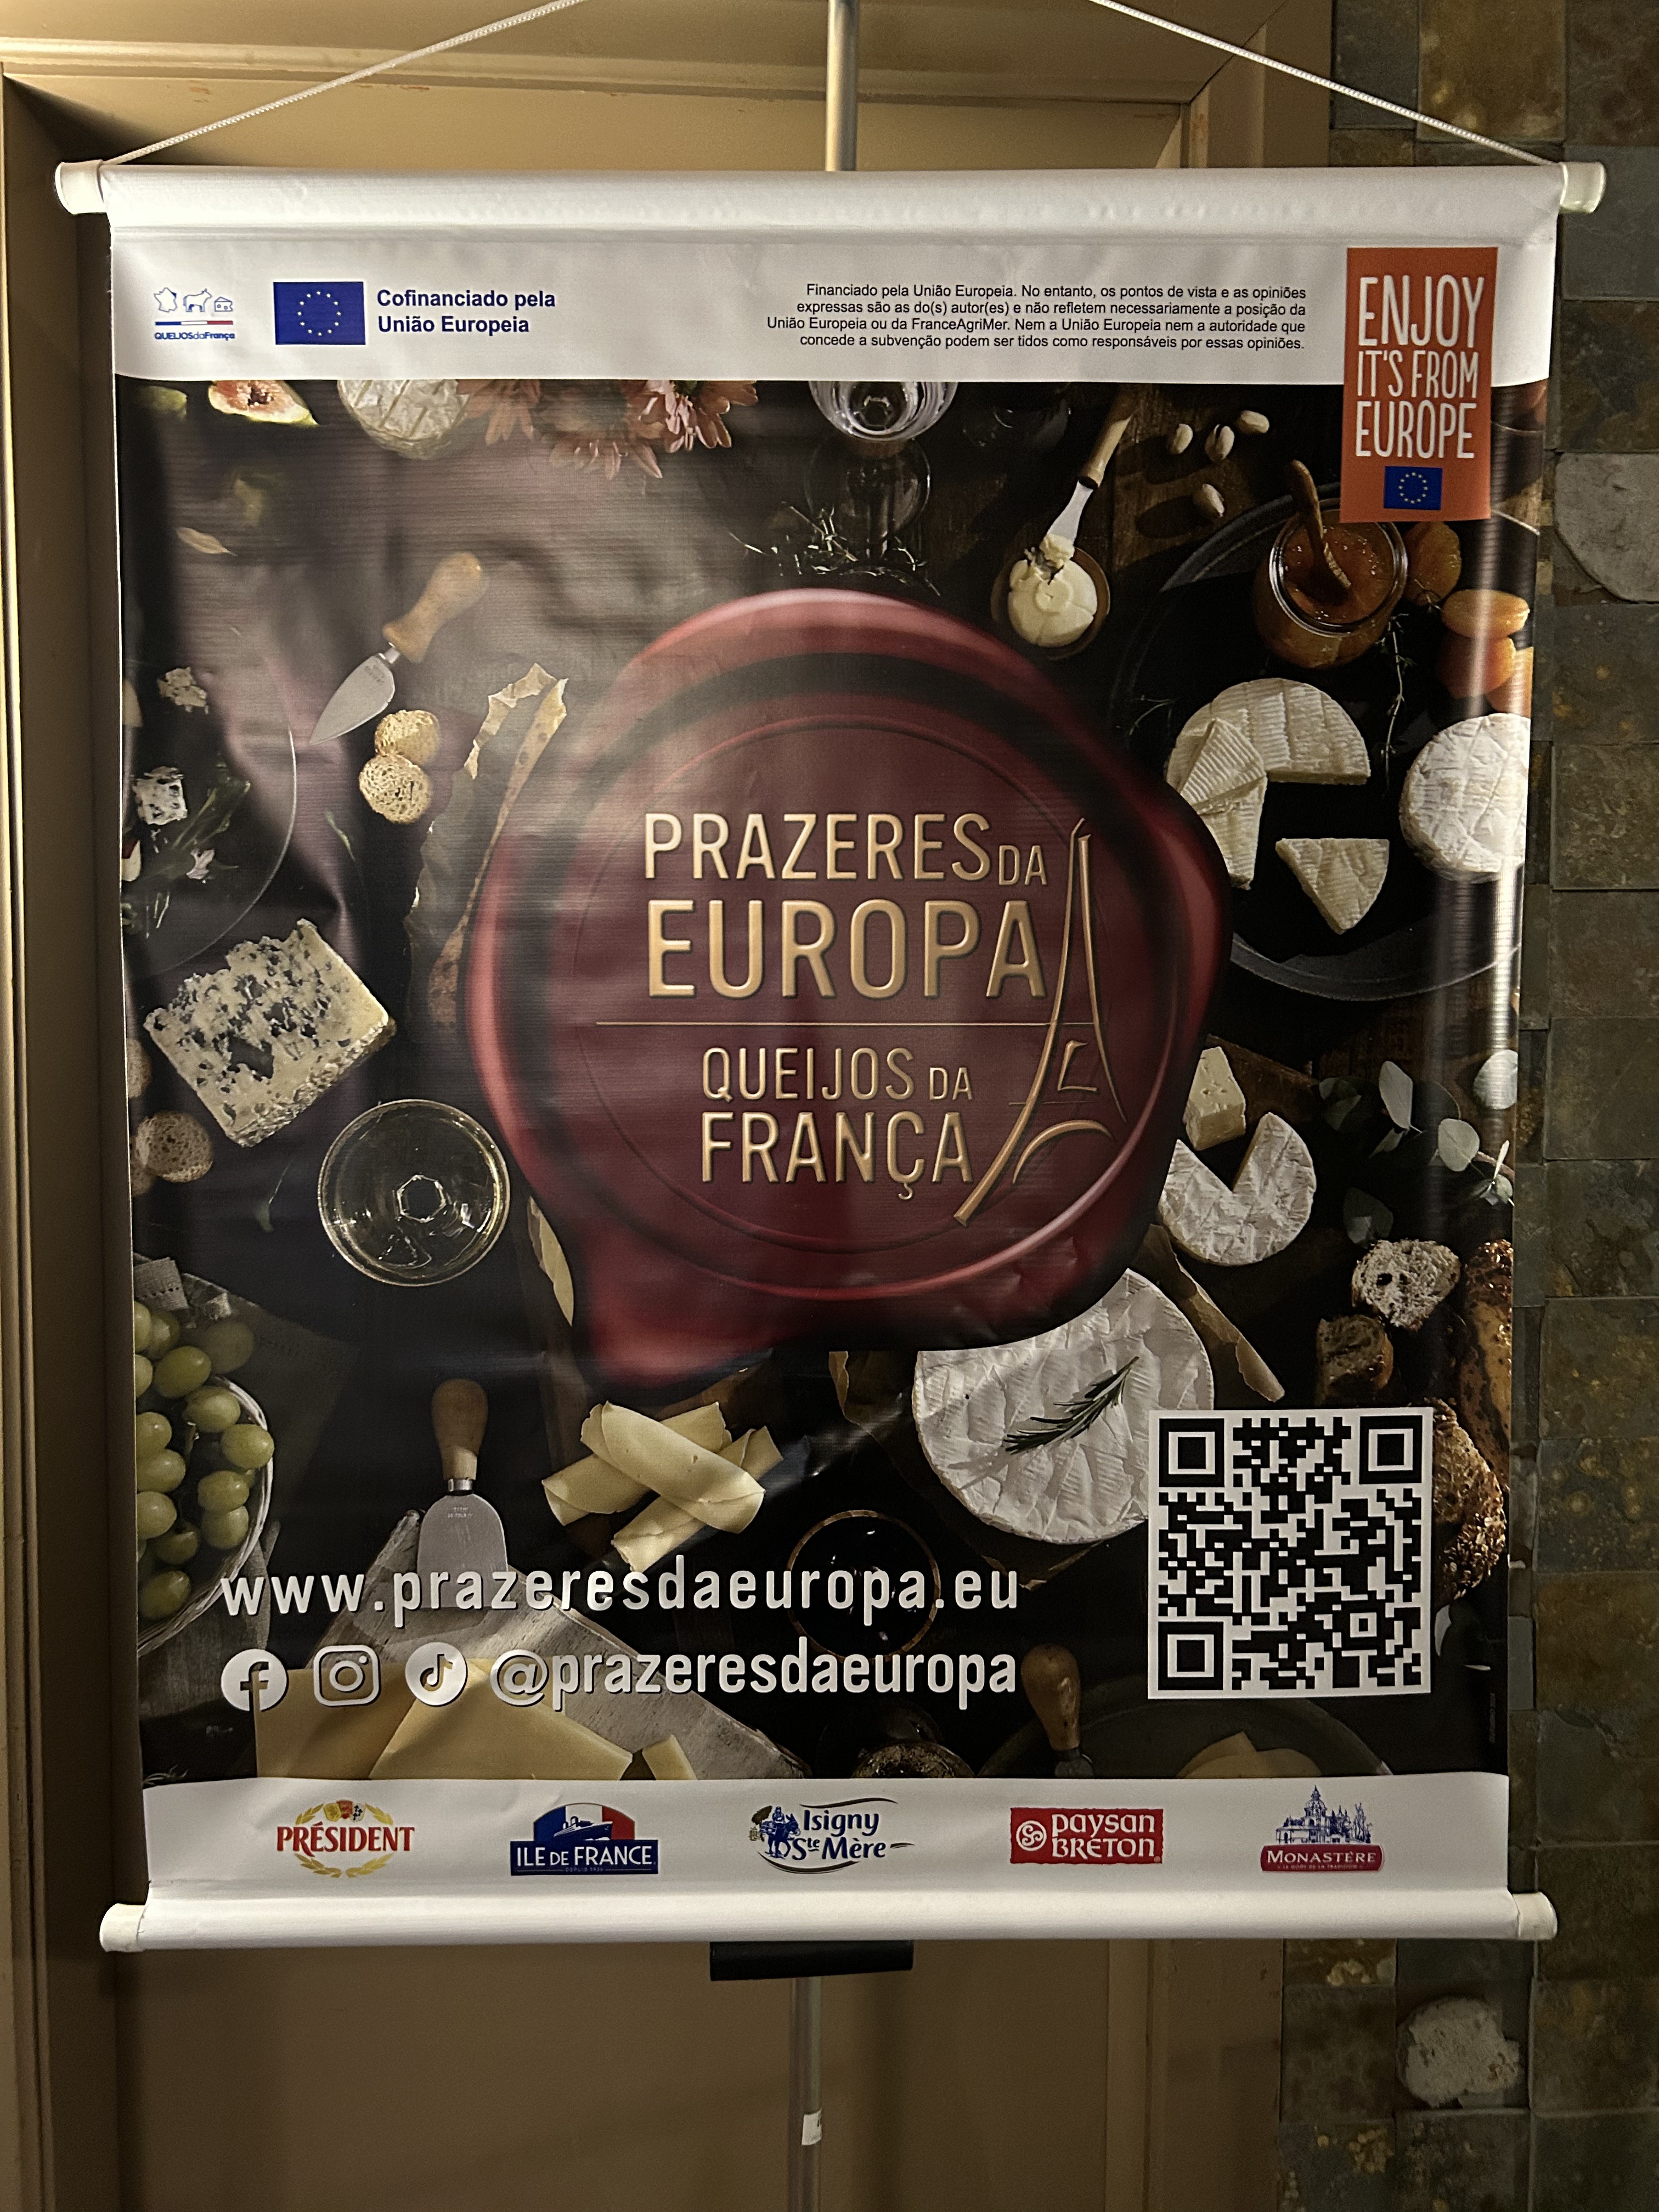 QUEIJOSdaFrança
Cofinanciado pela
União Europeia
Financiado pela União Europeia. No entanto, os pontos de vista e as opiniões
expressas são as do(s) autor(es) e não refletem necessariamente a posição da
União Europeia ou da FranceAgriMer. Nem a União Europeia nem a autoridade que
concede a subvenção podem ser tidos como responsáveis por essas opiniões.
ENJOY
IT'S FROM
EUROPE
PRAZERES DA
EUROPA
QUEIJOS DA
FRANÇA
www.prazeresdaeuropa.eu
@prazeresdaeuropa
PRÉSIDENT
ILE DE FRANCE
DEPUIS 1936
Isigny
Ste Mère
PAYSAN
BRETON
MONASTÈRE